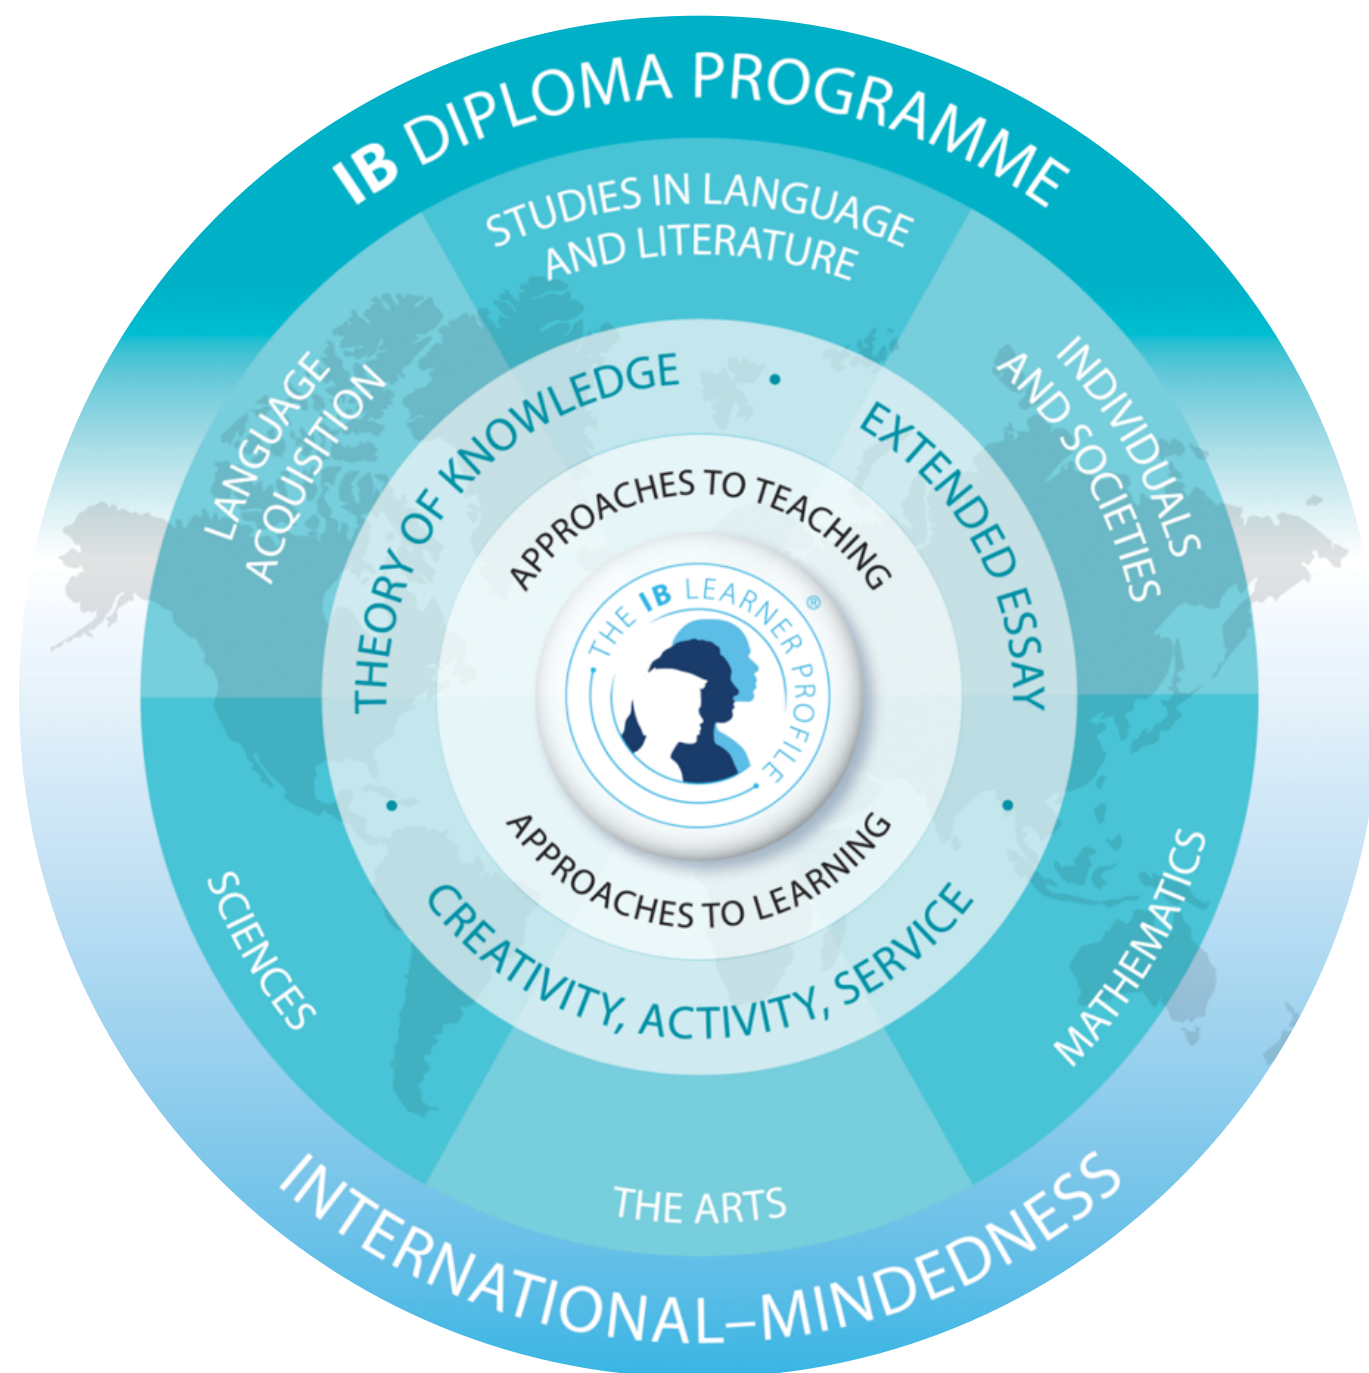 IB DIPLOMA PROGRAMME
STUDIES IN LANGUAGE
AND LITERATURE
LANGUAGE
ACQUISITION
INDIVIDUALS
AND SOCIETIES
THEORY OF KNOWLEDGE
•
EXTENDED ESSAY
APPROACHES TO TEACHING
THE IB LEARNER PROFILE
®
APPROACHES TO LEARNING
•
CREATIVITY, ACTIVITY, SERVICE
•
SCIENCES
MATHEMATICS
THE ARTS
INTERNATIONAL–MINDEDNESS